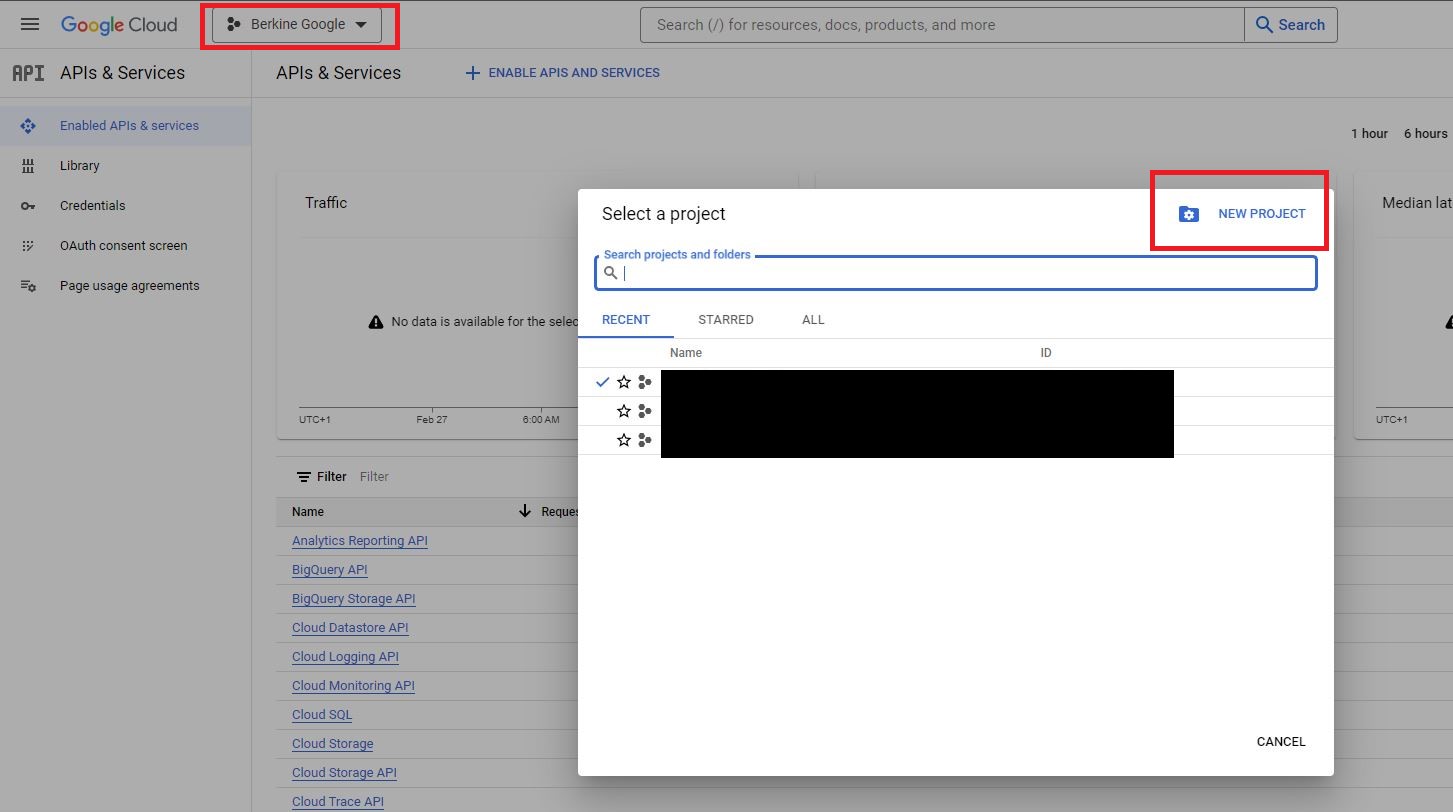 Google Cloud
Berkine Google
Search (/) for resources, docs, products, and more
Search
API
APIs & Services
APIs & Services
ENABLE APIS AND SERVICES
Enabled APIs & services
Library
Credentials
OAuth consent screen
Page usage agreements
1 hour
6 hours
Traffic
No data is available for the selec
UTC+1
Feb 27
6:00 AM
Median lat
UTC+1
Select a project
NEW PROJECT
Search projects and folders
RECENT
STARRED
ALL
Name
ID
CANCEL
Filter
Filter
Name
Reques
Analytics Reporting API
BigQuery API
BigQuery Storage API
Cloud Datastore API
Cloud Logging API
Cloud Monitoring API
Cloud SQL
Cloud Storage
Cloud Storage API
Cloud Trace API